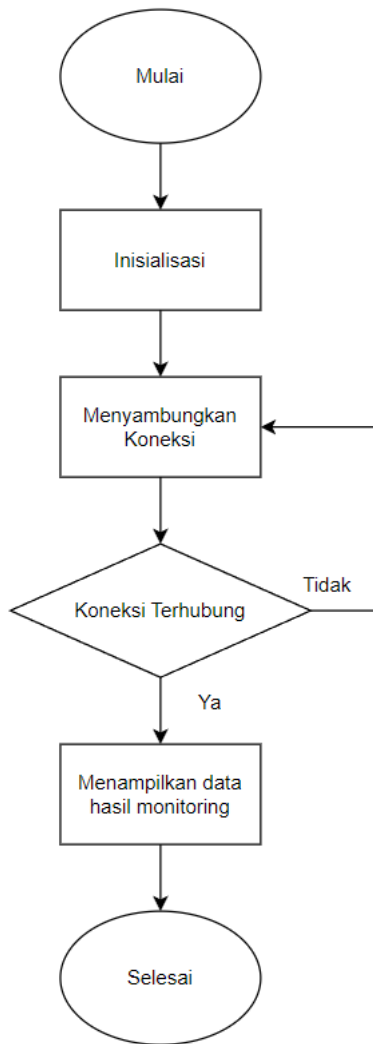 Mulai
Inisialisasi
Menyambungkan
Koneksi
Koneksi Terhubung
Tidak
Ya
Menampilkan data
hasil monitoring
Selesai